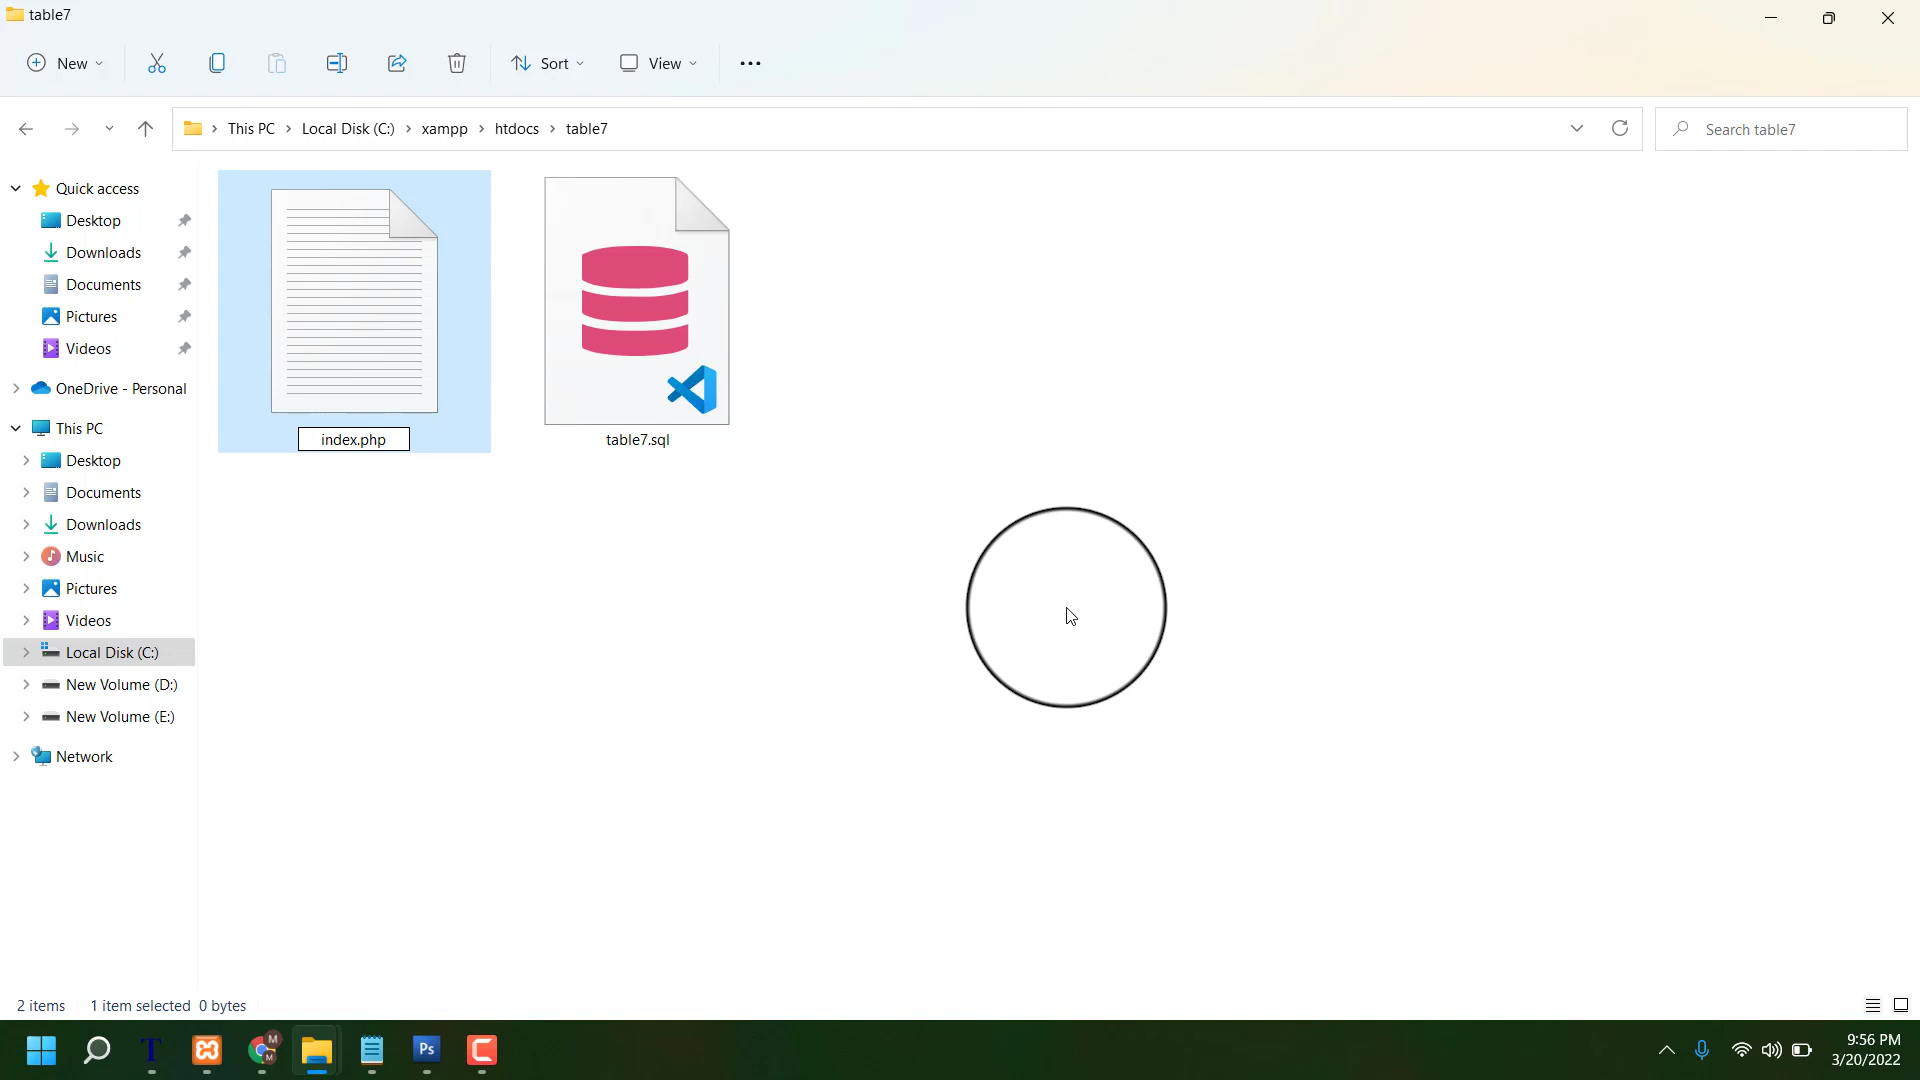 table7
New
Sort
View
This PC
Local Disk (C:)
xampp
htdocs
table7
Search table7
Quick access
Desktop
Downloads
Documents
Pictures
Videos
OneDrive - Personal
This PC
Desktop
Documents
Downloads
Music
Pictures
Videos
Local Disk (C:)
New Volume (D:)
New Volume (E:)
Network
index.php
table7.sql
2 items
1 item selected 0 bytes
T
M
M
Ps
9:56 PM
3/20/2022